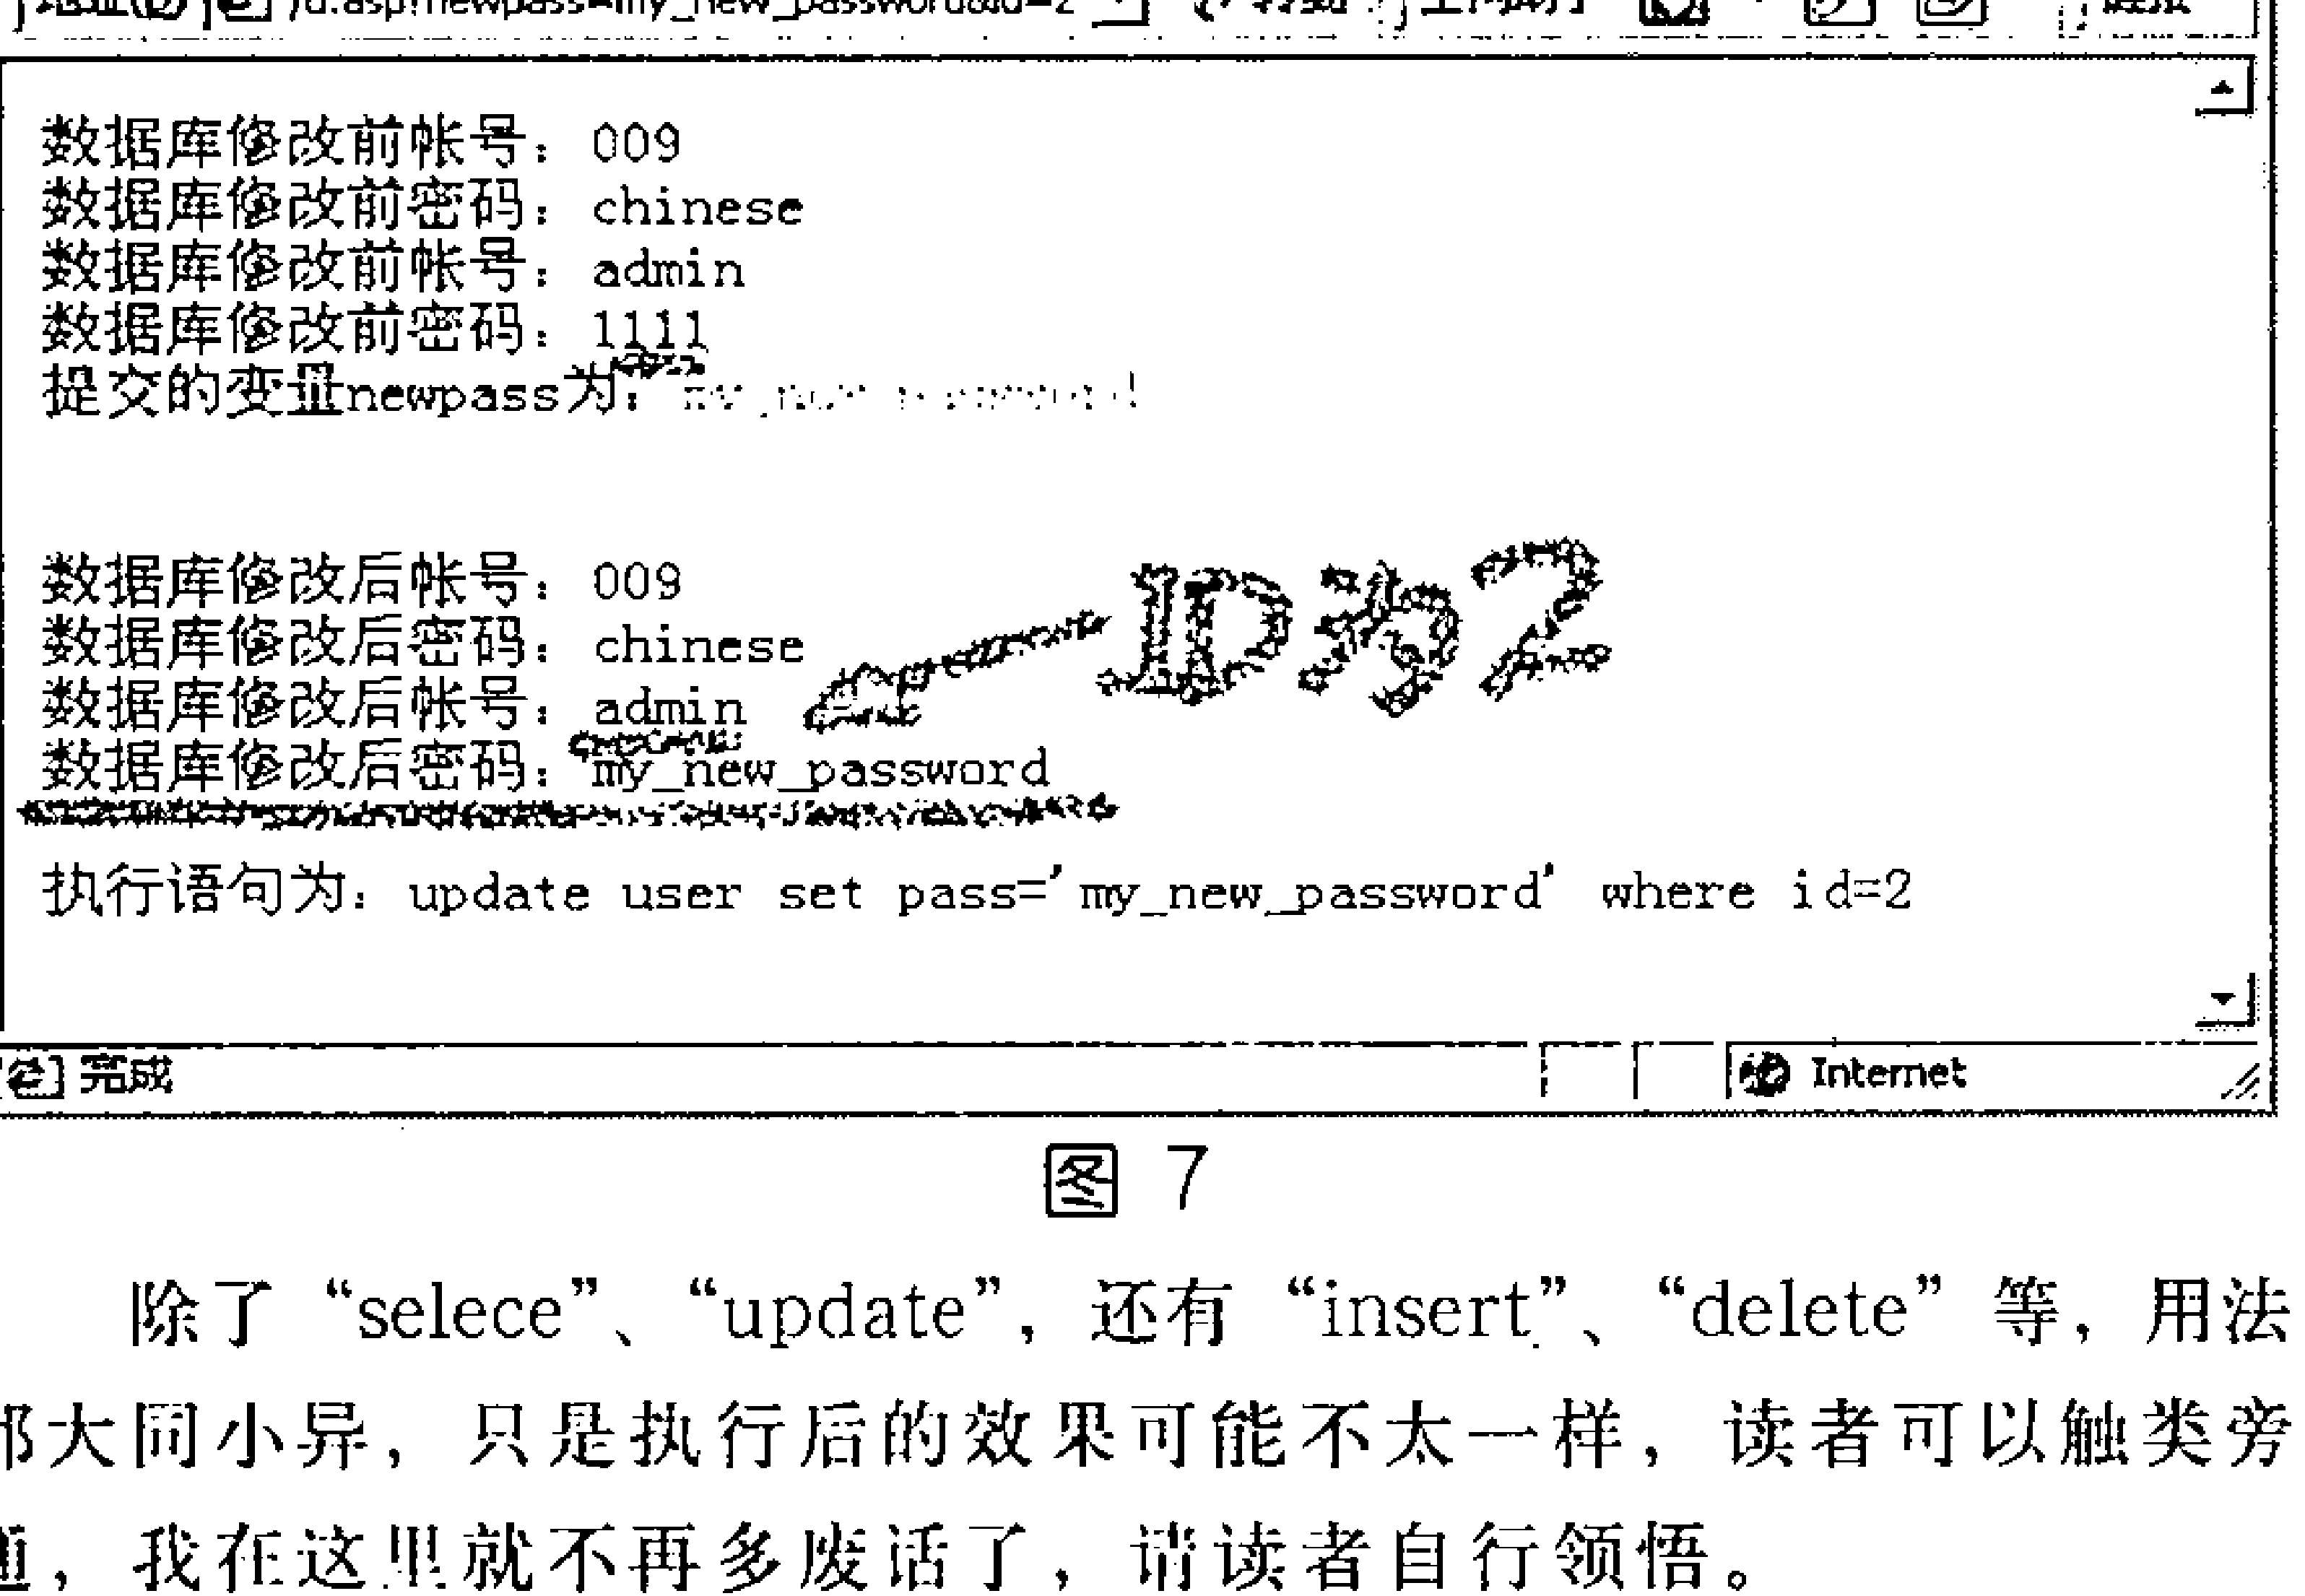 地址(D) /d.asp?newpass=my_new_password&id=2 转到
数据库修改前帐号：009
数据库修改前密码：chinese
数据库修改前帐号：admin
数据库修改前密码：1111
提交的变量newpass为：my_new_password
数据库修改后帐号：009
数据库修改后密码：chinese
ID为2
数据库修改后帐号：admin
数据库修改后密码：my_new_password
执行语句为：update user set pass='my_new_password' where id=2
完成 Internet
图 7
除了“selece”、“update”，还有“insert”、“delete”等，用法
都大同小异，只是执行后的效果可能不太一样，读者可以触类旁
通，我在这里就不再多废话了，请读者自行领悟。